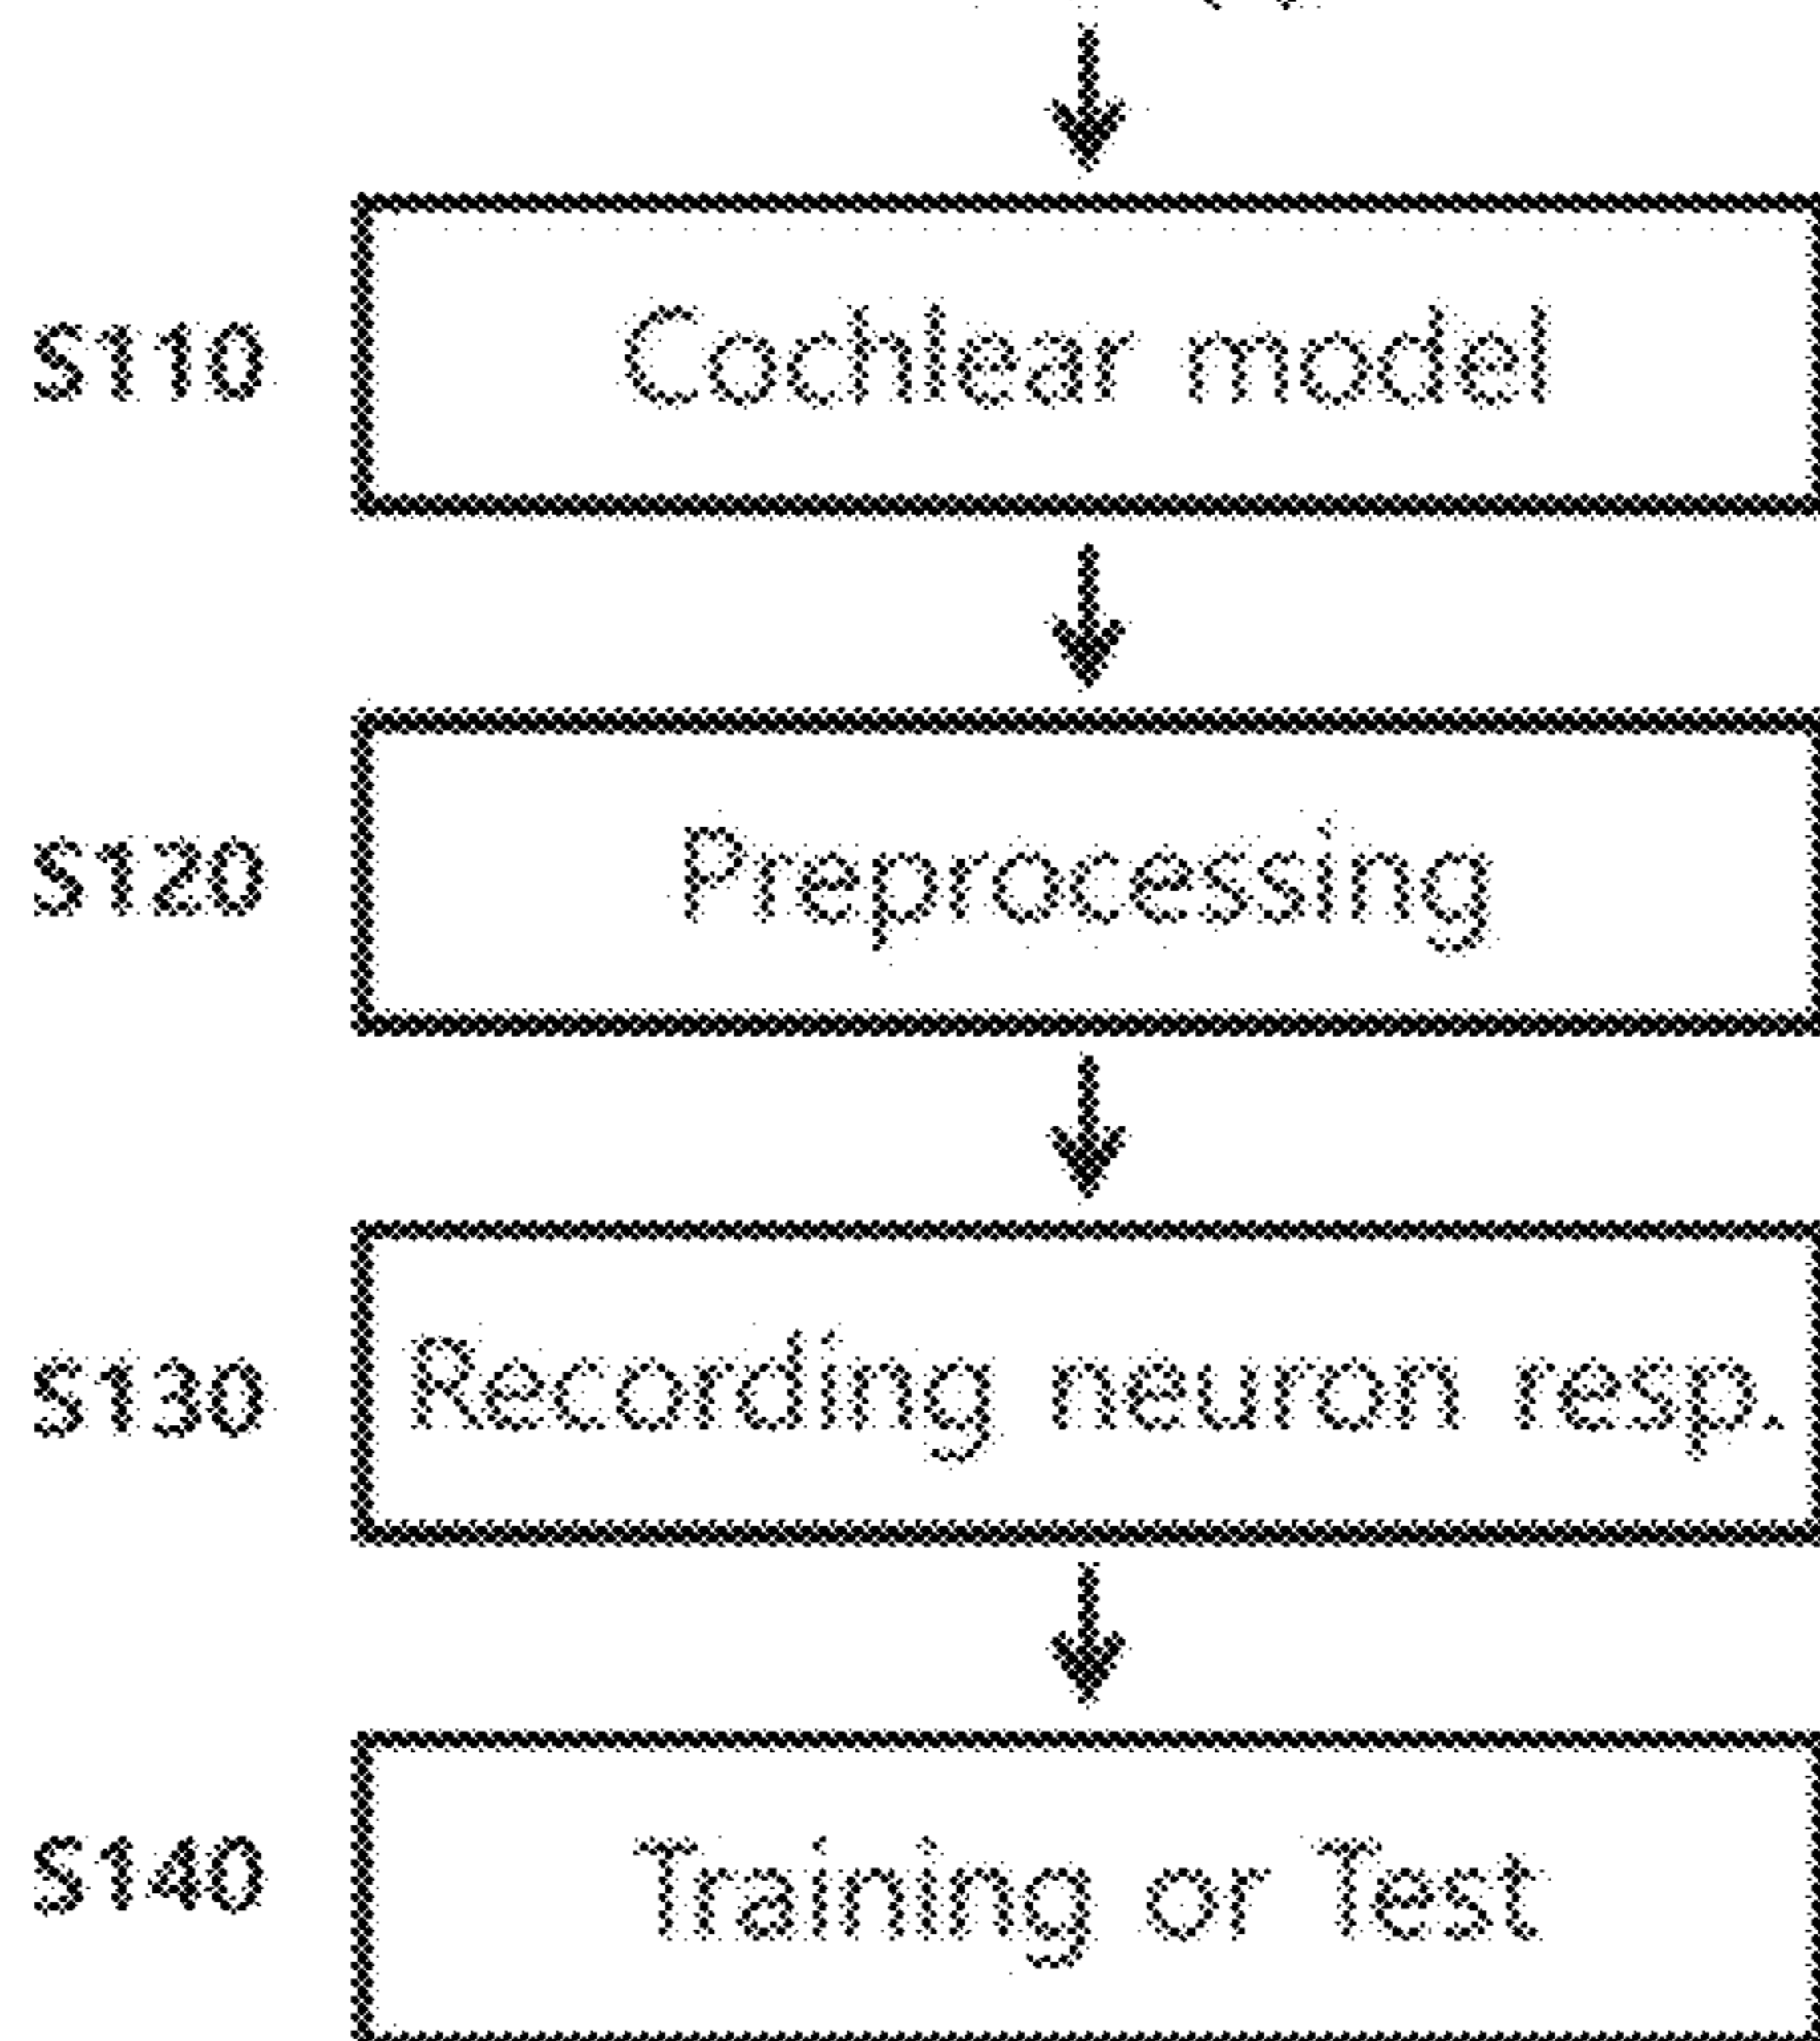 S110 Cochlear model
S120 Preprocessing
S130 Recording neuron resp.
S140 Training or Test